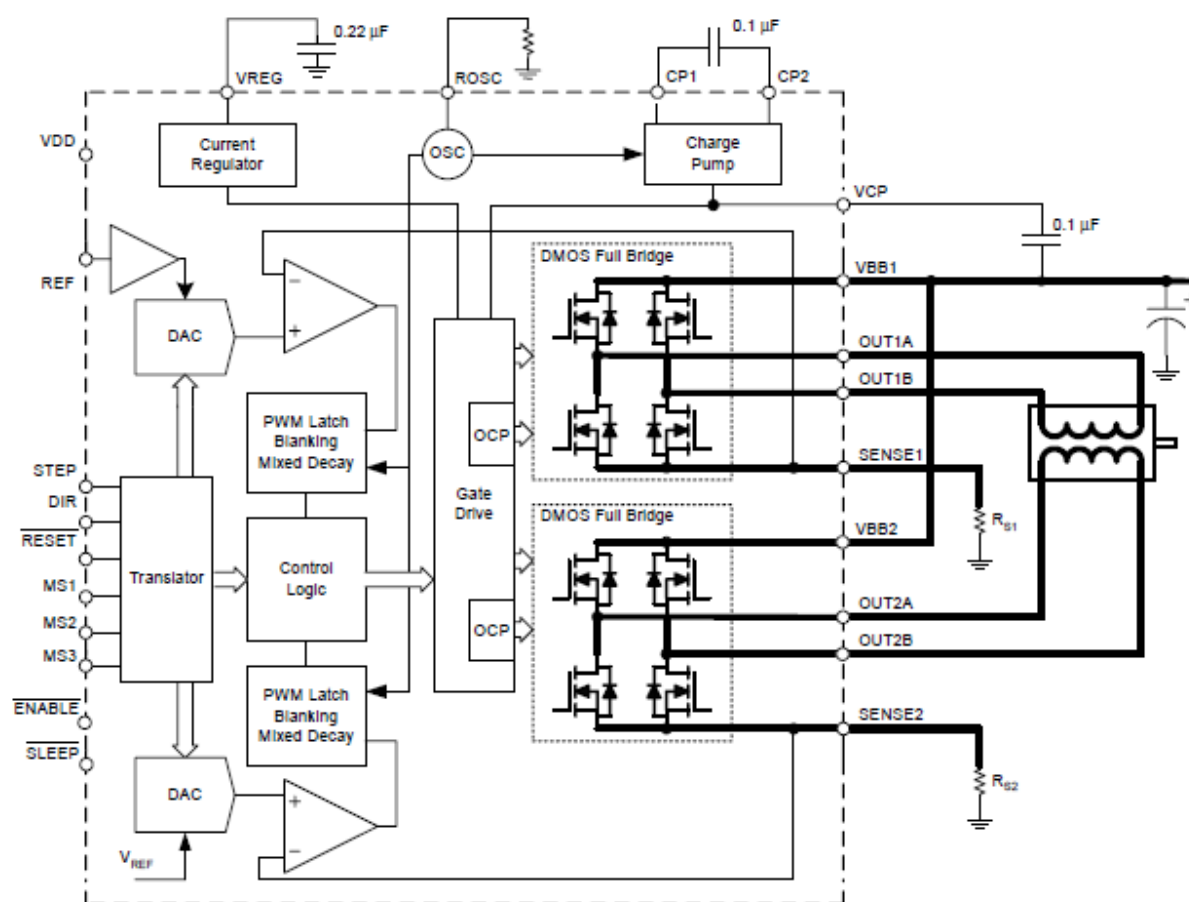 0.22 µF
0.1 µF
VREG
ROSC
CP1
CP2
VDD
Current
Regulator
OSC
Charge
Pump
VCP
0.1 µF
REF
DAC
−
+
DMOS Full Bridge
VBB1
OUT1A
OUT1B
PWM Latch
Blanking
Mixed Decay
OCP
SENSE1
STEP
DIR
RESET
MS1
MS2
MS3
ENABLE
SLEEP
Translator
Control
Logic
Gate
Drive
DMOS Full Bridge
VBB2
RS1
OUT2A
OUT2B
OCP
PWM Latch
Blanking
Mixed Decay
SENSE2
RS2
DAC
+
−
VREF